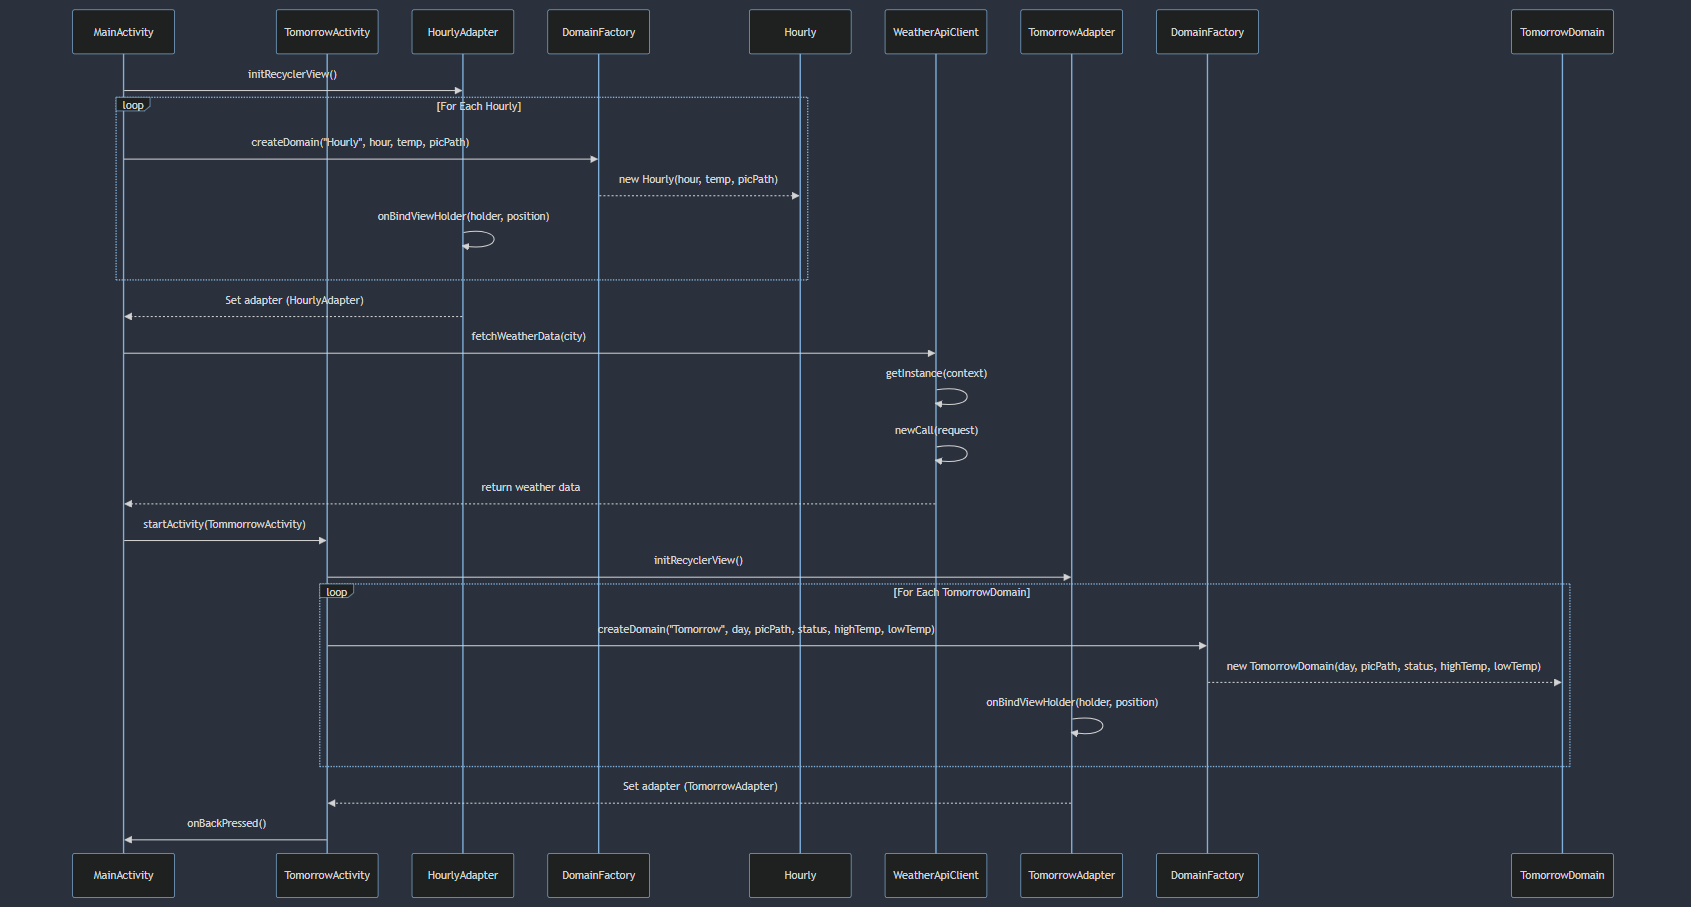 MainActivity
TomorrowActivity
HourlyAdapter
DomainFactory
Hourly
WeatherApiClient
TomorrowAdapter
DomainFactory
TomorrowDomain
initRecyclerView()
loop
[For Each Hourly]
createDomain("Hourly", hour, temp, picPath)
new Hourly(hour, temp, picPath)
onBindViewHolder(holder, position)
Set adapter (HourlyAdapter)
fetchWeatherData(city)
getInstance(context)
newCall(request)
return weather data
startActivity(TommorrowActivity)
initRecyclerView()
loop
[For Each TomorrowDomain]
createDomain("Tomorrow", day, picPath, status, highTemp, lowTemp)
new TomorrowDomain(day, picPath, status, highTemp, lowTemp)
onBindViewHolder(holder, position)
Set adapter (TomorrowAdapter)
onBackPressed()
MainActivity
TomorrowActivity
HourlyAdapter
DomainFactory
Hourly
WeatherApiClient
TomorrowAdapter
DomainFactory
TomorrowDomain